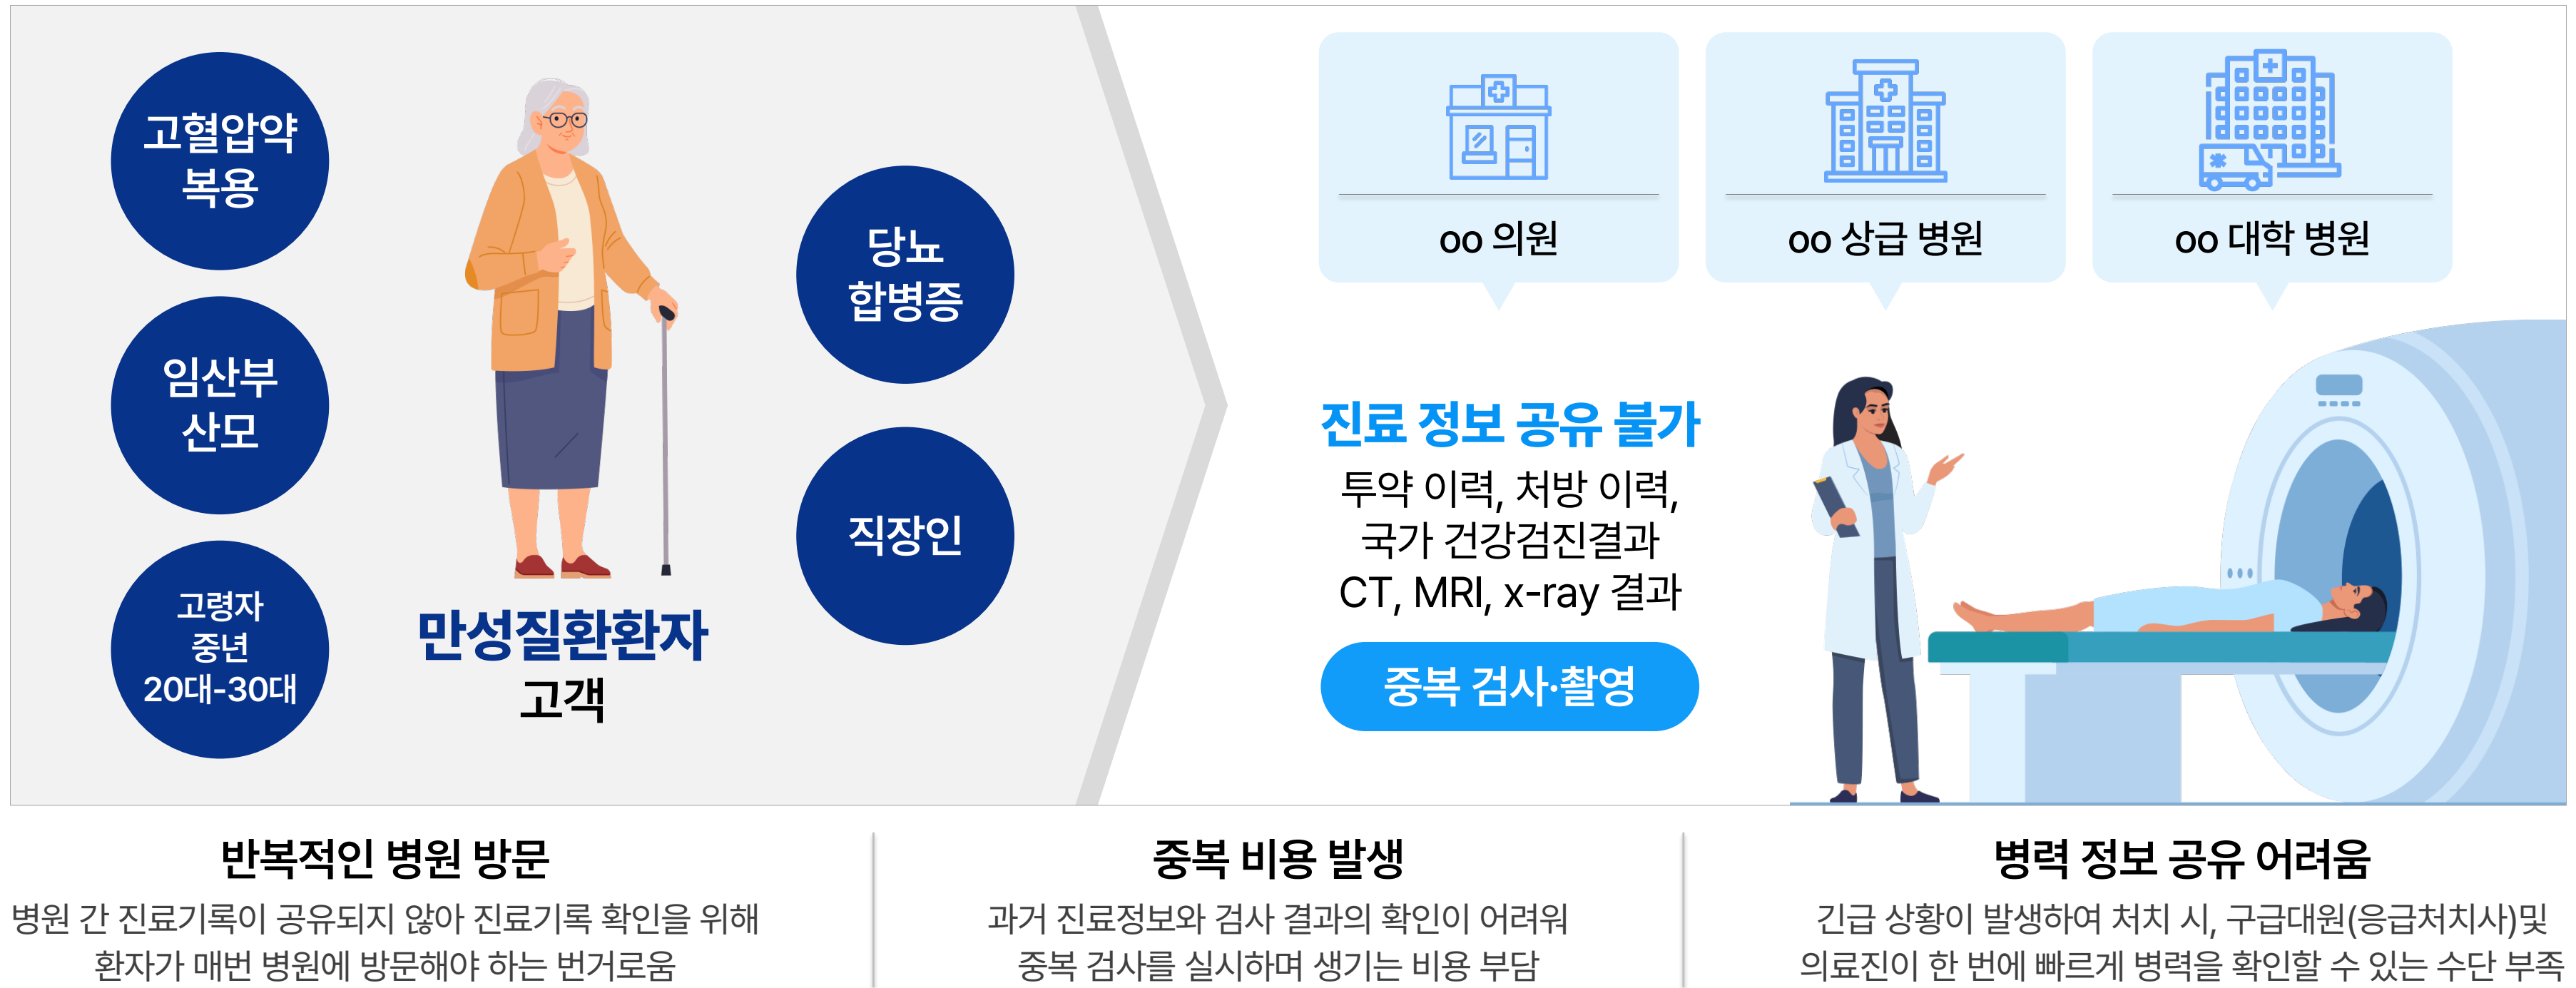 고혈압약
복용
임산부
산모
고령자
중년
20대-30대
만성질환환자
고객
당뇨
합병증
직장인
oo 의원
oo 상급 병원
oo 대학 병원
진료 정보 공유 불가
투약 이력, 처방 이력,
국가 건강검진결과
CT, MRI, x-ray 결과
중복 검사·촬영
반복적인 병원 방문
병원 간 진료기록이 공유되지 않아 진료기록 확인을 위해
환자가 매번 병원에 방문해야 하는 번거로움
중복 비용 발생
과거 진료정보와 검사 결과의 확인이 어려워
중복 검사를 실시하며 생기는 비용 부담
병력 정보 공유 어려움
긴급 상황이 발생하여 처치 시, 구급대원(응급처치사)및
의료진이 한 번에 빠르게 병력을 확인할 수 있는 수단 부족